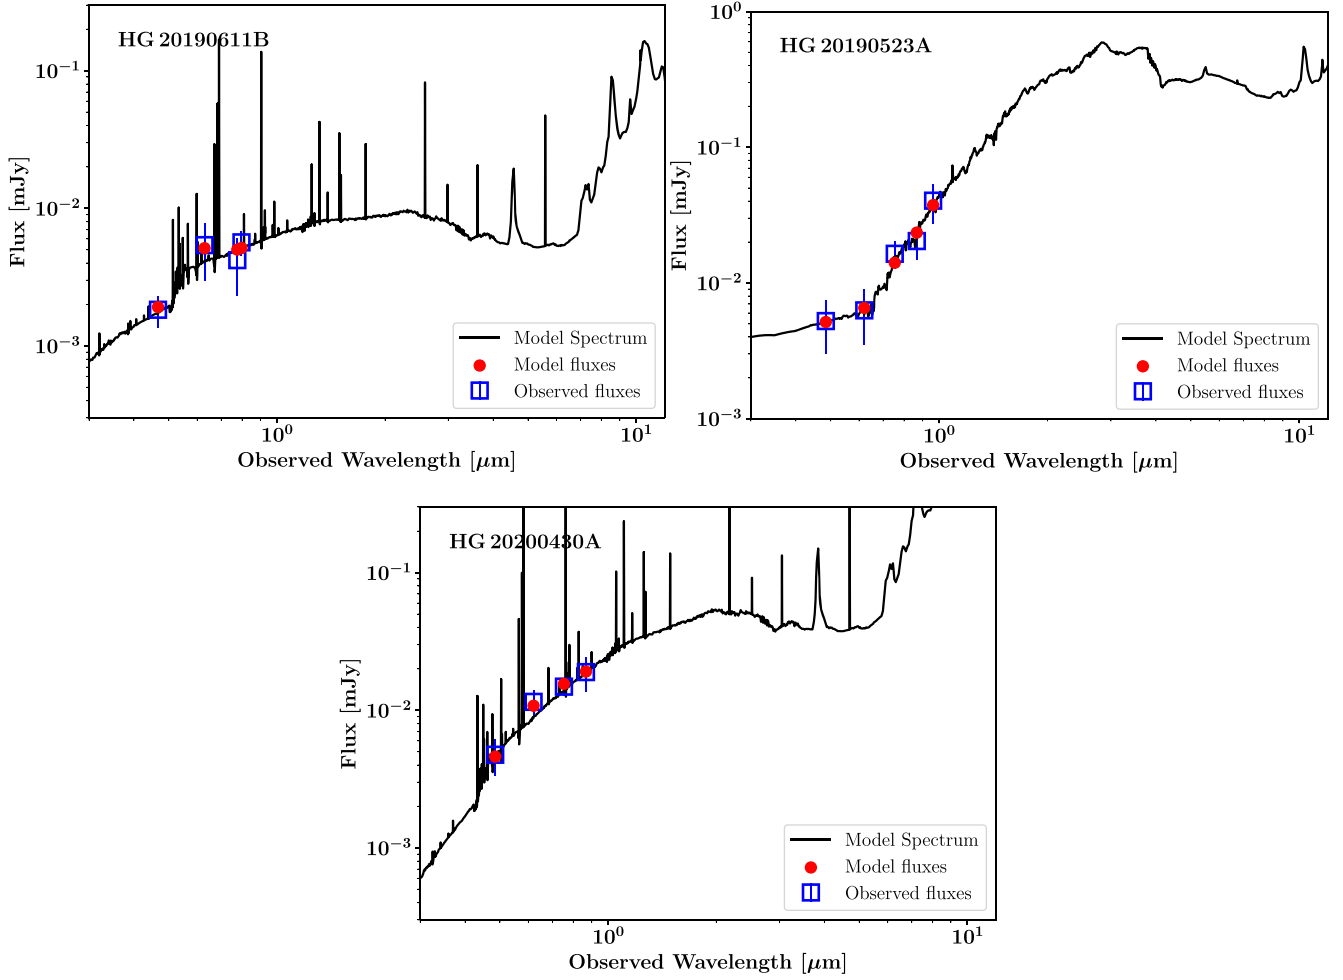 HG 20190611B
10⁻¹
10⁻²
10⁻³
Flux [mJy]
Model Spectrum
Model fluxes
Observed fluxes
10⁰
10¹
Observed Wavelength [μm]
HG 20190523A
10⁰
10⁻¹
10⁻²
10⁻³
Flux [mJy]
Model Spectrum
Model fluxes
Observed fluxes
10⁰
10¹
Observed Wavelength [μm]
HG 20200430A
10⁻¹
10⁻²
10⁻³
Flux [mJy]
Model Spectrum
Model fluxes
Observed fluxes
10⁰
10¹
Observed Wavelength [μm]